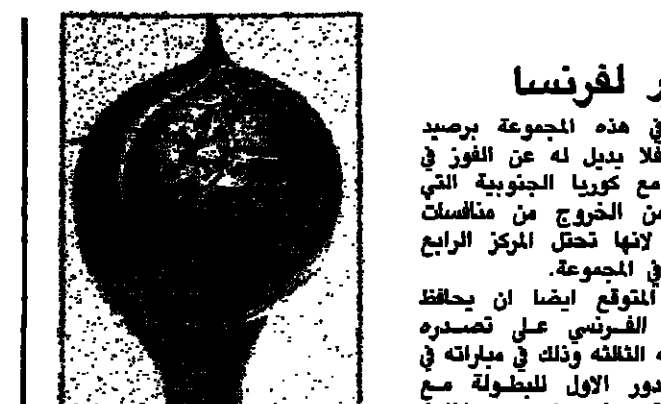 ر لفرنسا
في هذه المجموعة برصيد
فلا بديل له عن الفوز في
مع كوريا الجنوبية التي
من الخروج من منافسات
لانها تحتل المركز الرابع
في المجموعة.
المتوقع ايضا ان يحافظ
الفرنسي على تصدره
الثالثه وذلك في مباراته في
دور الاول للبطولة مع